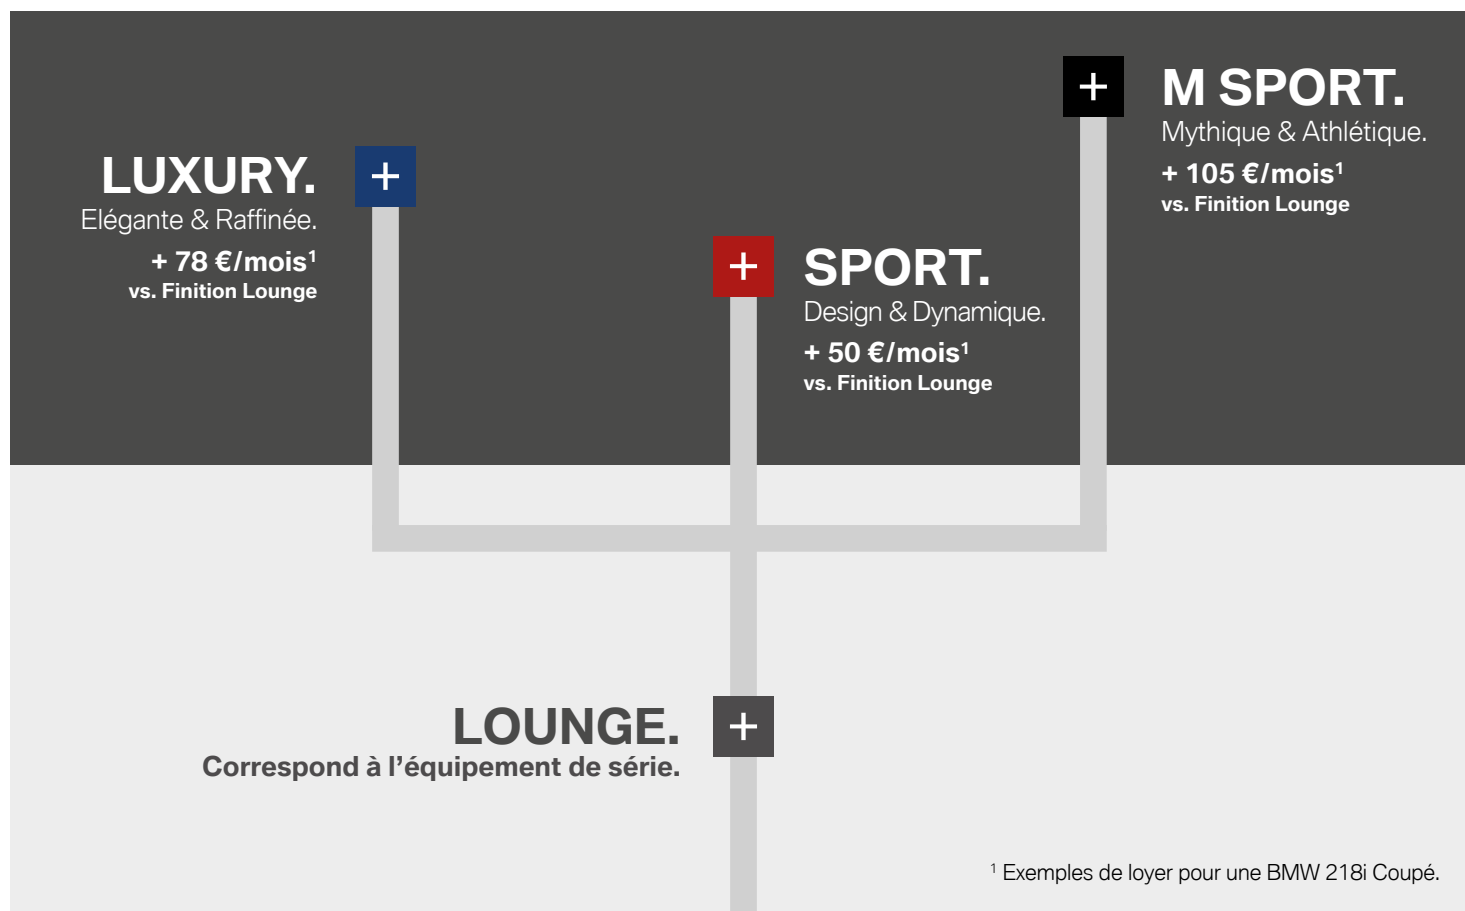 M SPORT.
Mythique & Athlétique.
+ 105 €/mois¹
vs. Finition Lounge
LUXURY.
Elégante & Raffinée.
+ 78 €/mois¹
vs. Finition Lounge
SPORT.
Design & Dynamique.
+ 50 €/mois¹
vs. Finition Lounge
LOUNGE.
Correspond à l’équipement de série.
¹ Exemples de loyer pour une BMW 218i Coupé.